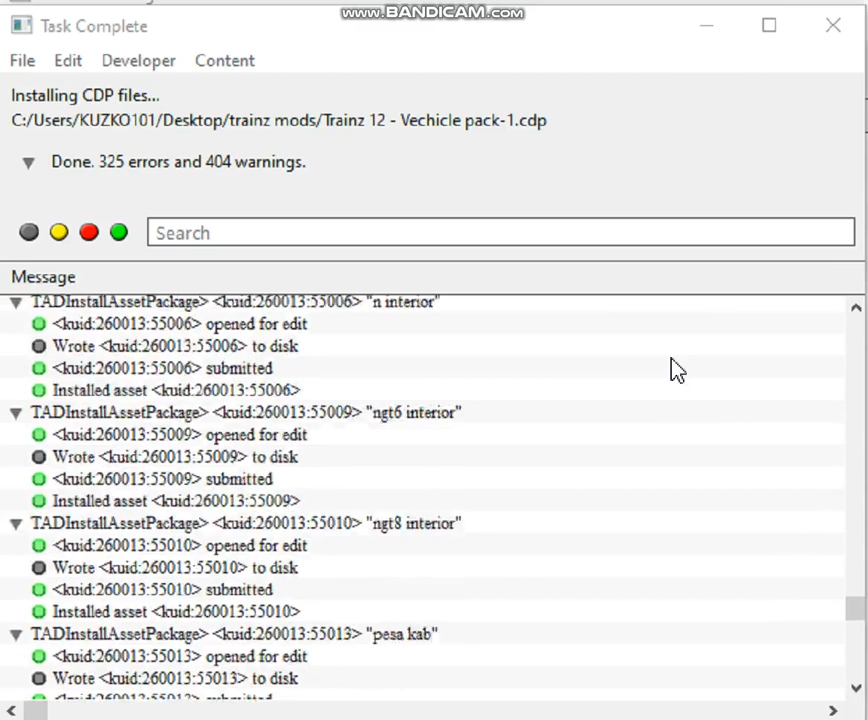 www.BANDICAM.com
Task Complete
File Edit Developer Content
Installing CDP files...
C:/Users/KUZKO101/Desktop/trainz mods/Trainz 12 - Vechicle pack-1.cdp
Done. 325 errors and 404 warnings.
Search
Message
TADInstallAssetPackage> <kuid:260013:55006> "n interior"
<kuid:260013:55006> opened for edit
Wrote <kuid:260013:55006> to disk
<kuid:260013:55006> submitted
Installed asset <kuid:260013:55006>
TADInstallAssetPackage> <kuid:260013:55009> "ngt6 interior"
<kuid:260013:55009> opened for edit
Wrote <kuid:260013:55009> to disk
<kuid:260013:55009> submitted
Installed asset <kuid:260013:55009>
TADInstallAssetPackage> <kuid:260013:55010> "ngt8 interior"
<kuid:260013:55010> opened for edit
Wrote <kuid:260013:55010> to disk
<kuid:260013:55010> submitted
Installed asset <kuid:260013:55010>
TADInstallAssetPackage> <kuid:260013:55013> "pesa kab"
<kuid:260013:55013> opened for edit
Wrote <kuid:260013:55013> to disk
<kuid:260013:55013> submitted